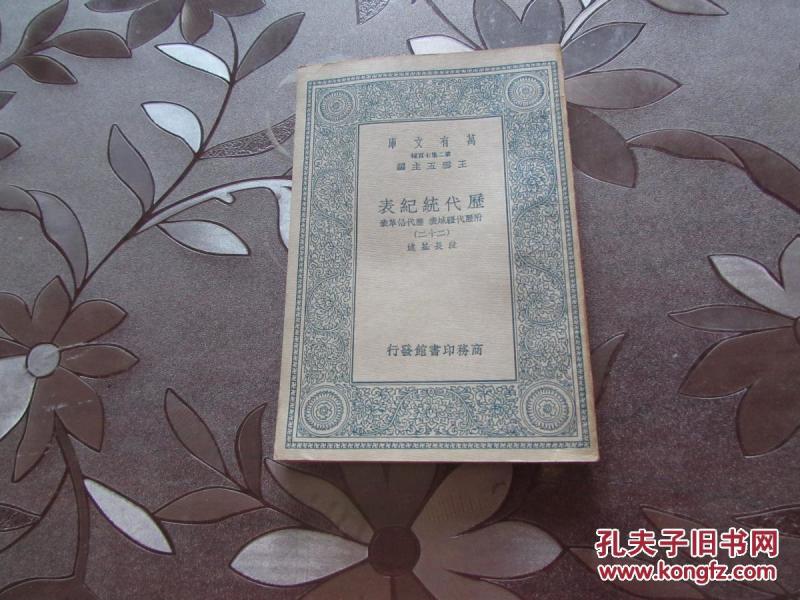 萬有文庫
第二集七百種
王雲五主編
歷代統紀表
附歷代疆域表 歷代沿革表
(二十二)
段長基述
商務印書館發行
孔夫子旧书网
www.kongfz.com